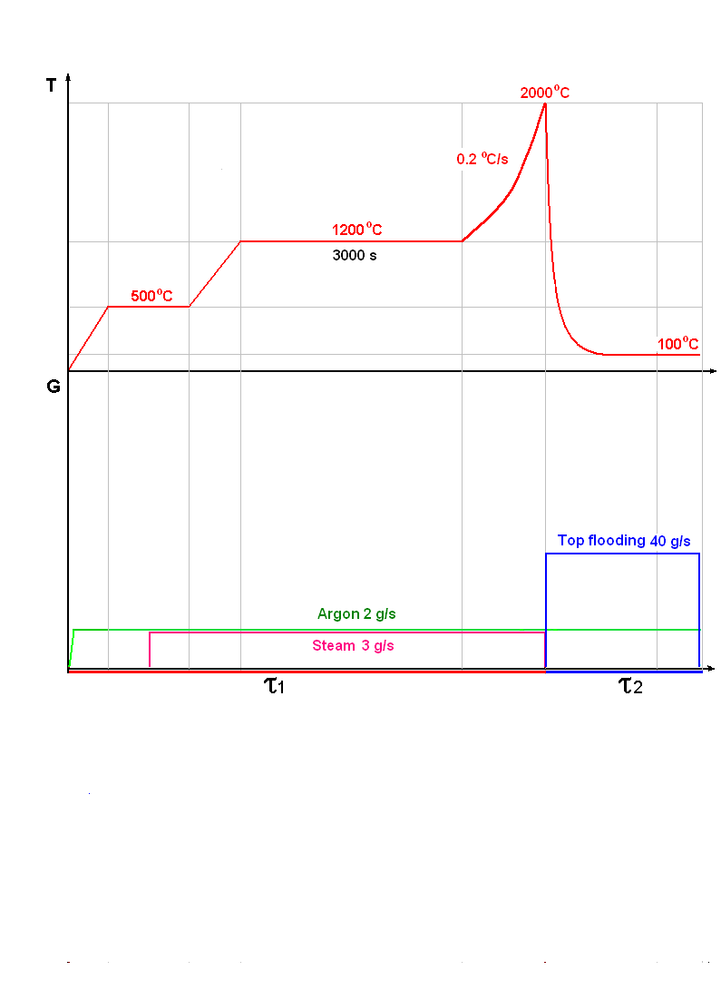 T
2000°C
0.2 °C/s
1200°C
3000 s
500°C
100°C
G
Top flooding 40 g/s
Argon 2 g/s
Steam 3 g/s
τ1
τ2